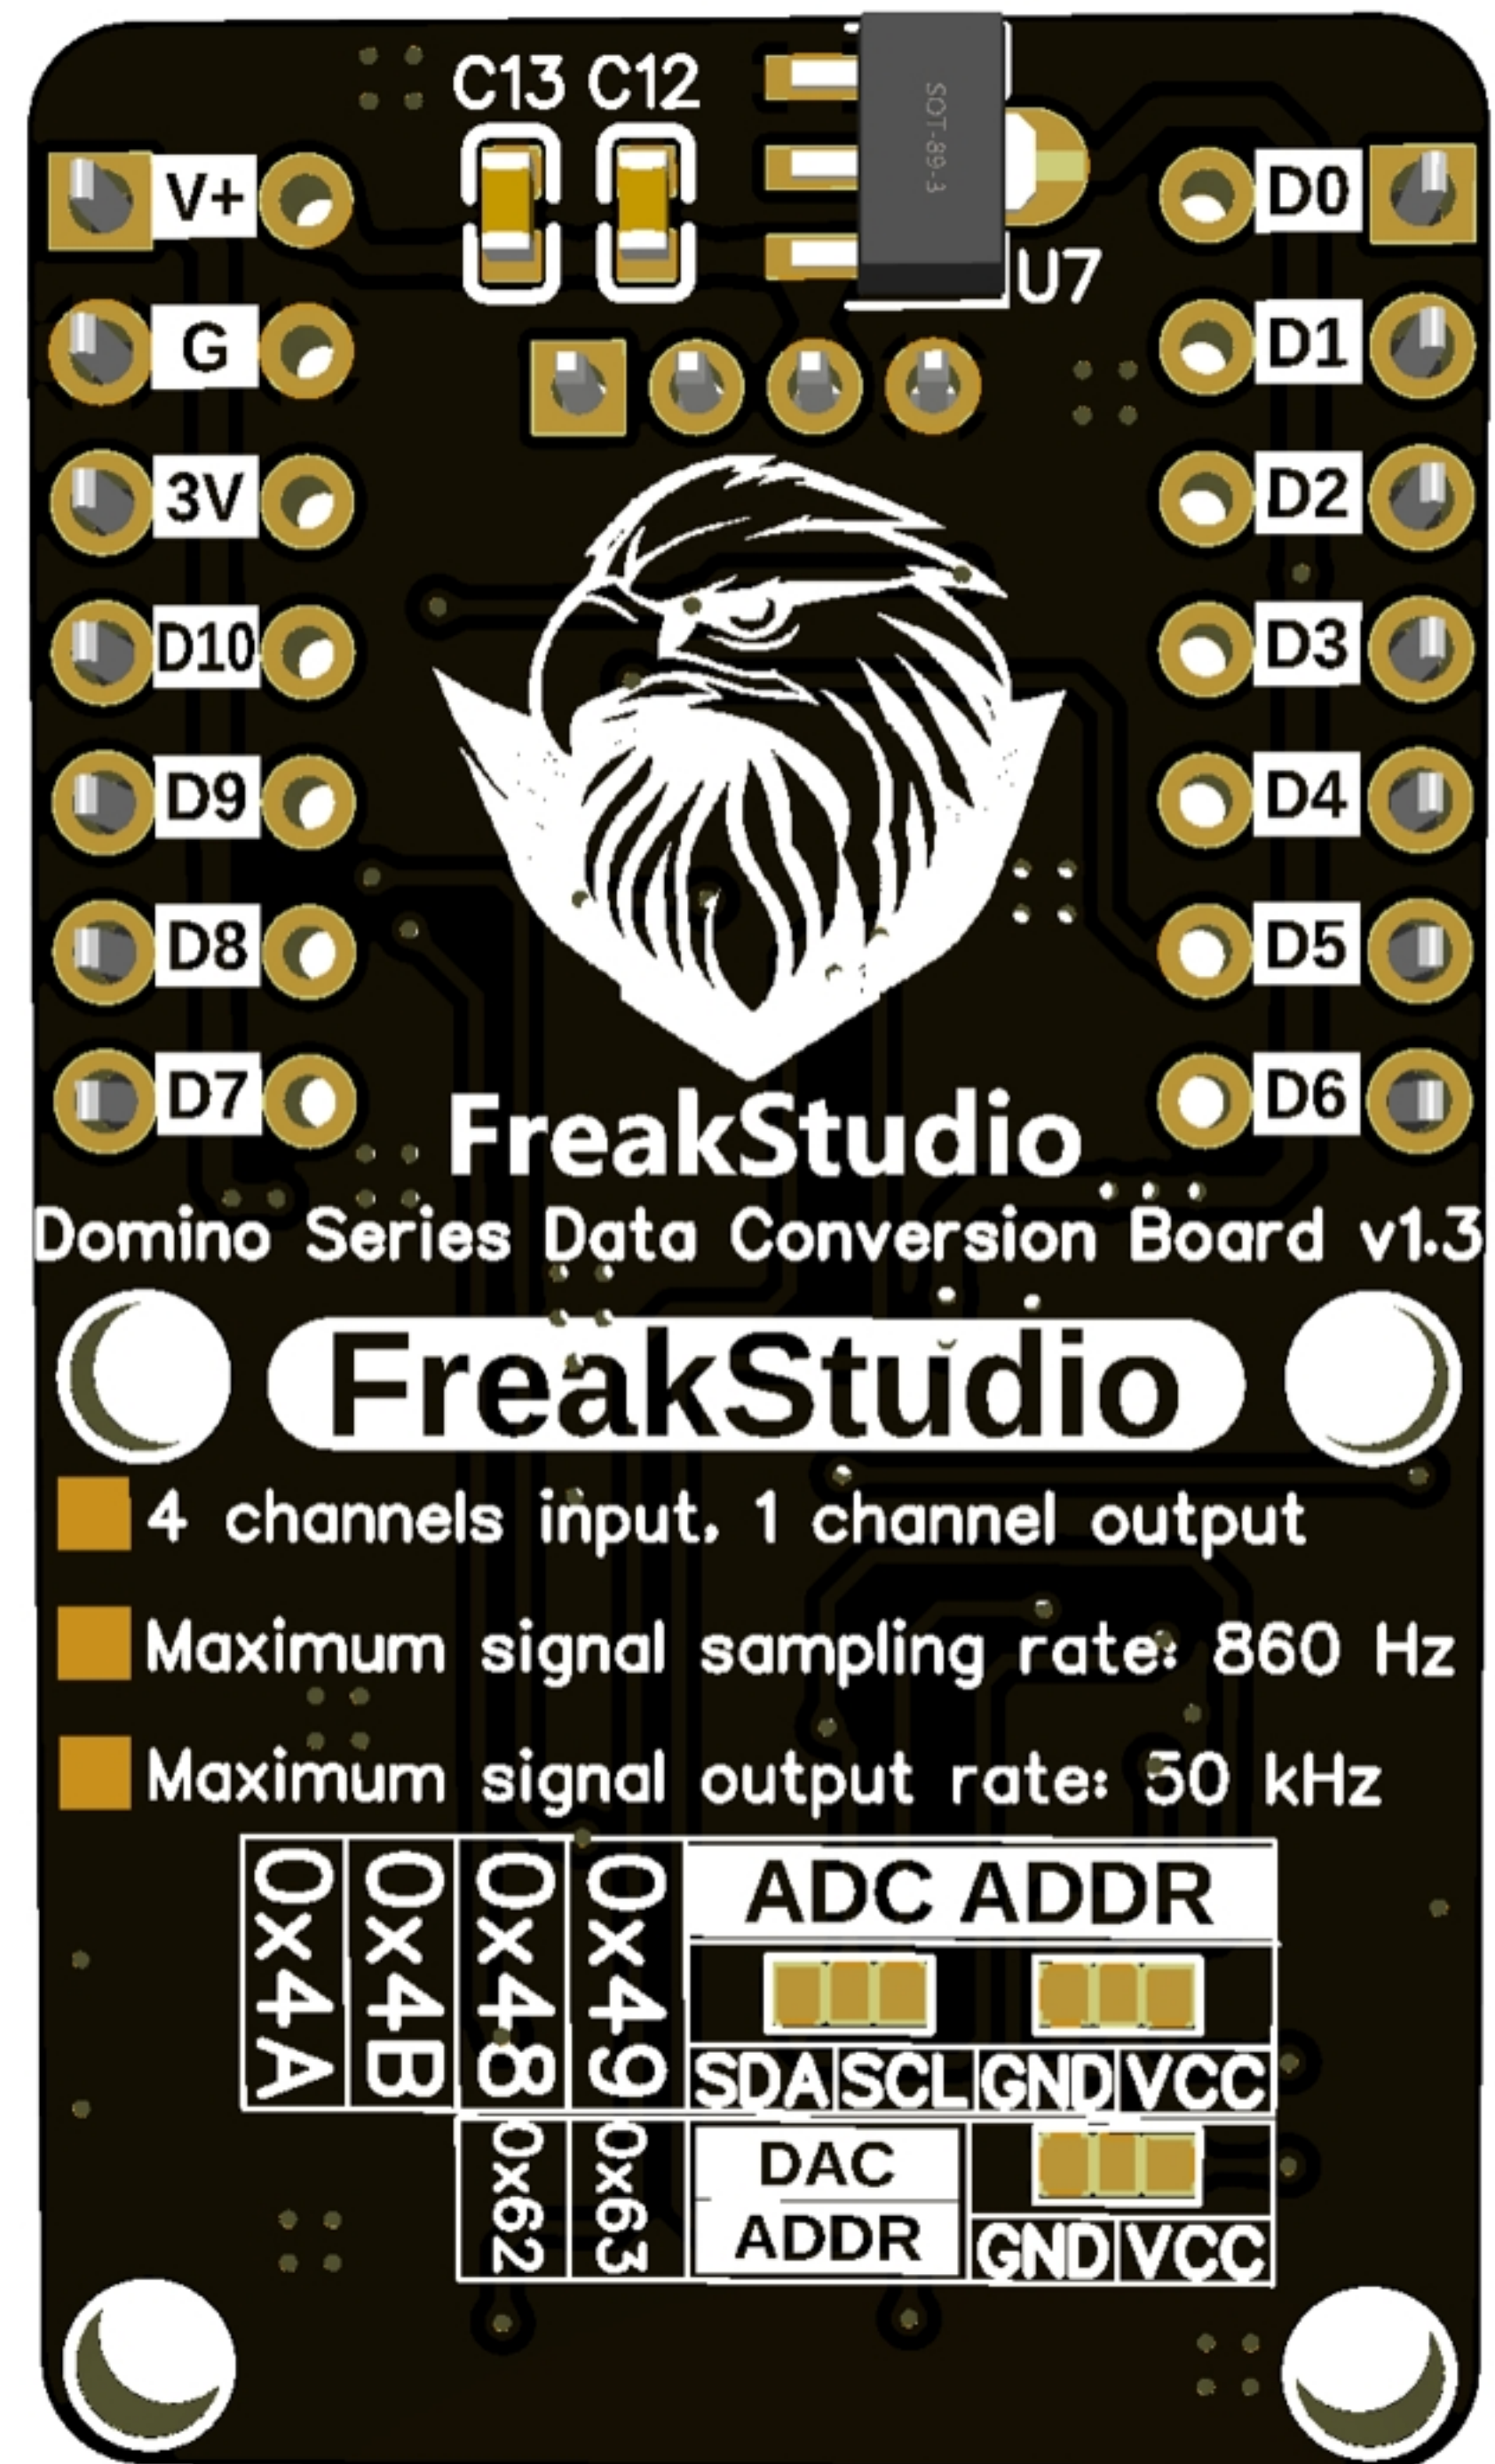 C13 C12
SOT-89-3
U7
V+ D0
G D1
3V D2
D10 D3
D9 D4
D8 D5
D7 D6
FreakStudio
Domino Series Data Conversion Board v1.3
FreakStudio
4 channels input, 1 channel output
Maximum signal sampling rate: 860 Hz
Maximum signal output rate: 50 kHz
0x4A 0x4B 0x48 0x49 ADC ADDR
SDA SCL GND VCC
0x62 0x63 DAC
ADDR
GND VCC